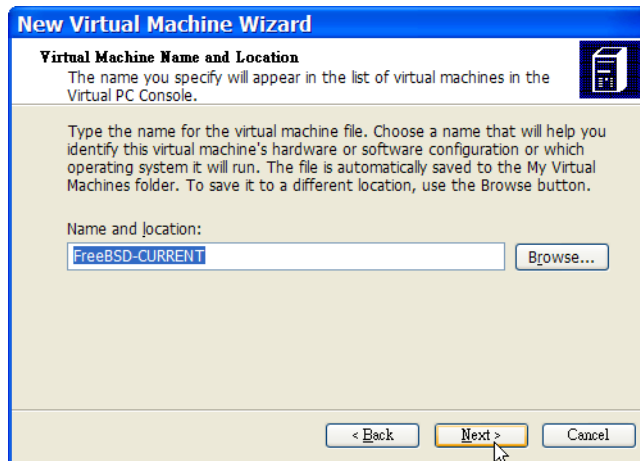 New Virtual Machine Wizard
Virtual Machine Name and Location
The name you specify will appear in the list of virtual machines in the
Virtual PC Console.
Type the name for the virtual machine file. Choose a name that will help you
identify this virtual machine's hardware or software configuration or which
operating system it will run. The file is automatically saved to the My Virtual
Machines folder. To save it to a different location, use the Browse button.
Name and location:
FreeBSD-CURRENT
Browse...
< Back
Next >
Cancel